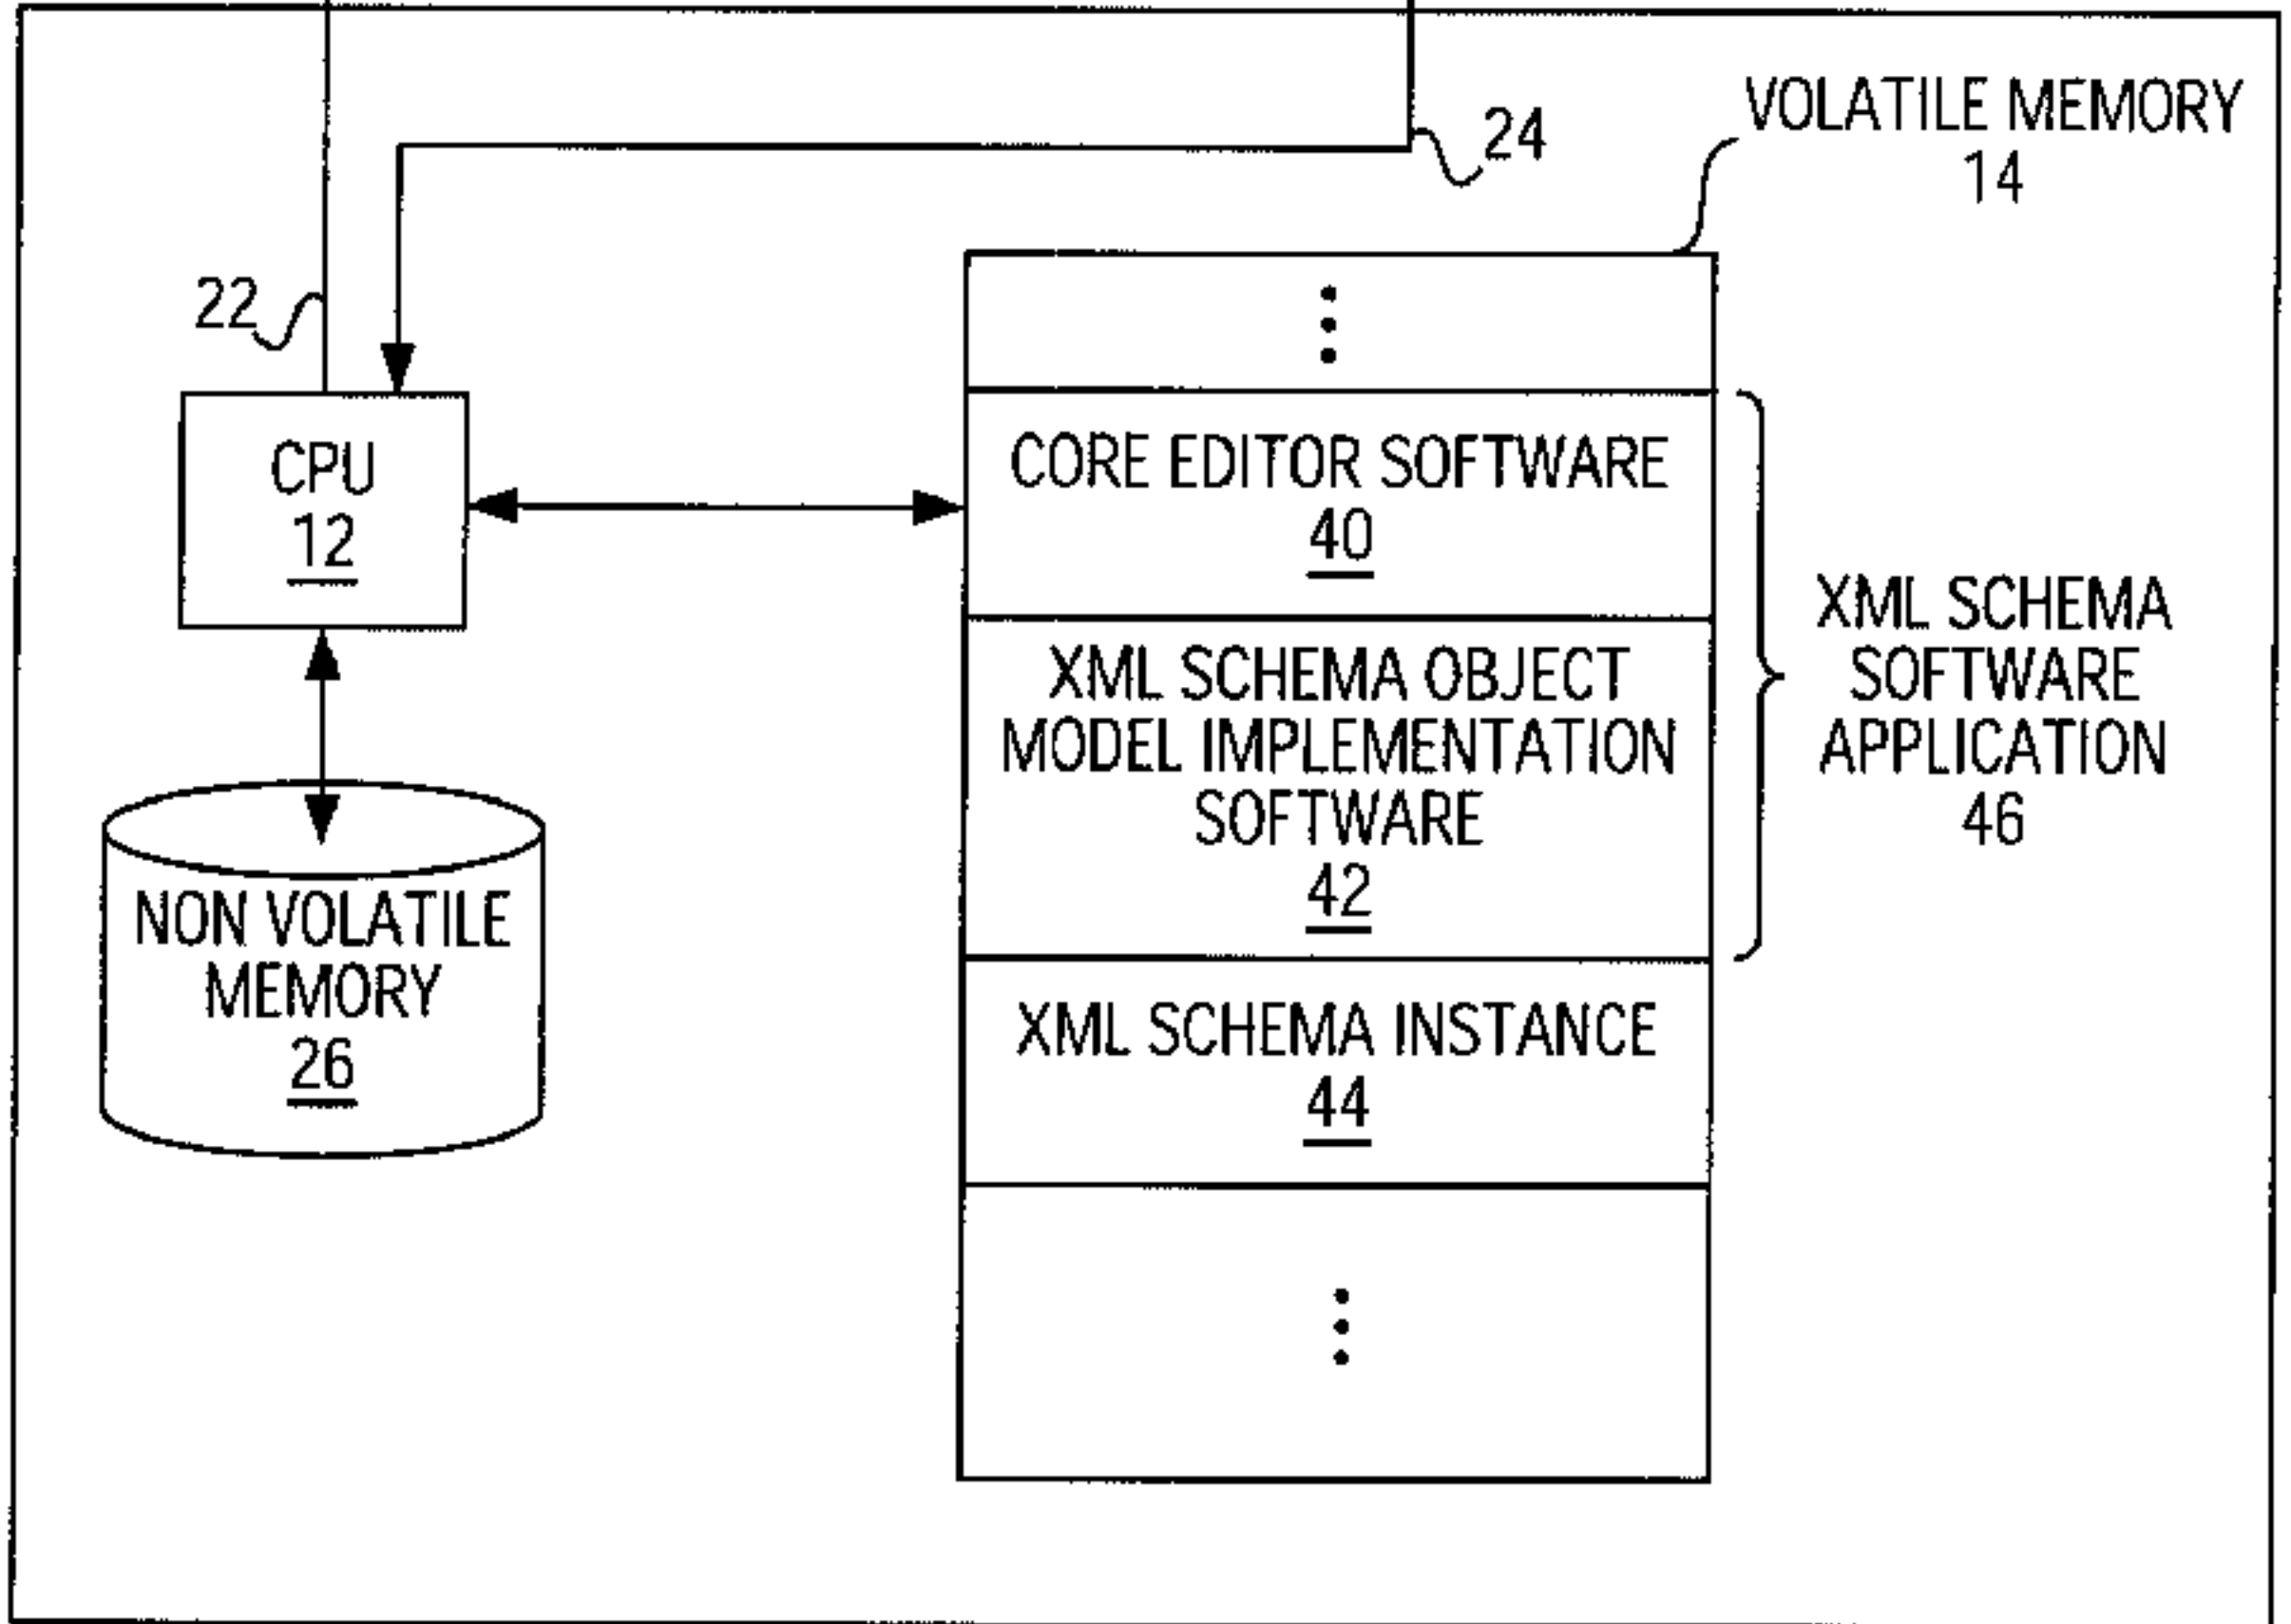 VOLATILE MEMORY
14
24
22
CPU
12
CORE EDITOR SOFTWARE
40
XML SCHEMA OBJECT
MODEL IMPLEMENTATION
SOFTWARE
42
XML SCHEMA
SOFTWARE
APPLICATION
46
NON VOLATILE
MEMORY
26
XML SCHEMA INSTANCE
44